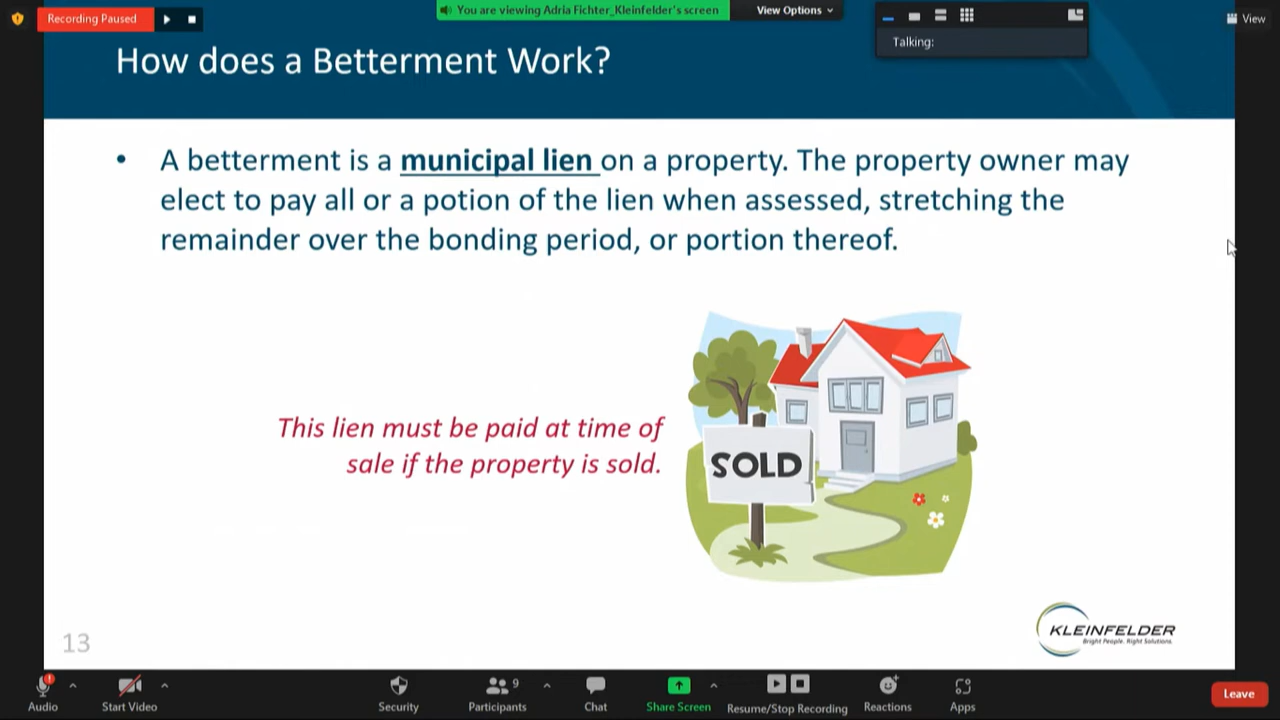 Recording Paused
You are viewing Adria Fichter_Kleinfelder's screen
View Options
View
Talking:
How does a Betterment Work?
• A betterment is a municipal lien on a property. The property owner may
elect to pay all or a potion of the lien when assessed, stretching the
remainder over the bonding period, or portion thereof.
This lien must be paid at time of
sale if the property is sold.
SOLD
KLEINFELDER
Bright People. Right Solutions.
13
Audio
Start Video
Security
9
Participants
Chat
Share Screen
Resume/Stop Recording
Reactions
Apps
Leave